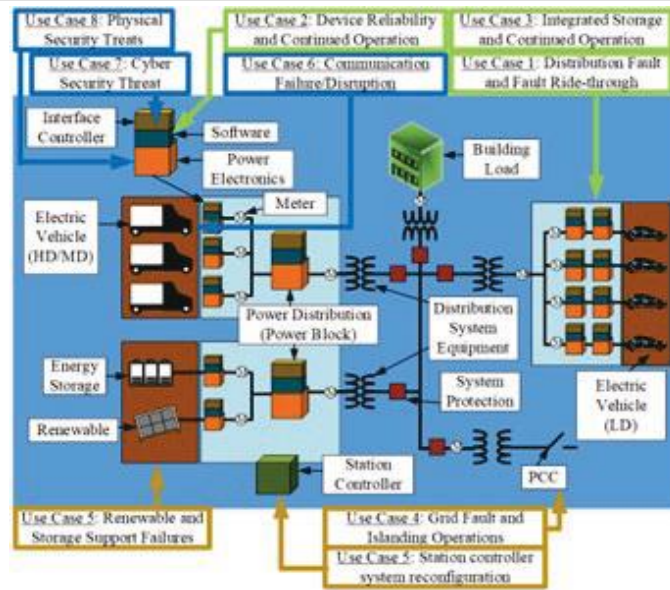 Use Case 8: Physical
Security Treats
Use Case 2: Device Reliability
and Continued Operation
Use Case 3: Integrated Storage
and Continued Operation
Use Case 7: Cyber
Security Threat
Use Case 6: Communication
Failure/Disruption
Use Case 1: Distribution Fault
and Fault Ride-through
Interface
Controller
Software
Power
Electronics
Building
Load
Meter
Electric
Vehicle
(HD/MD)
Power Distribution
(Power Block)
Distribution
System
Equipment
Energy
Storage
System
Protection
Electric
Vehicle
(LD)
Renewable
Station
Controller
PCC
Use Case 5: Renewable and
Storage Support Failures
Use Case 4: Grid Fault and
Islanding Operations
Use Case 5: Station controller
system reconfiguration